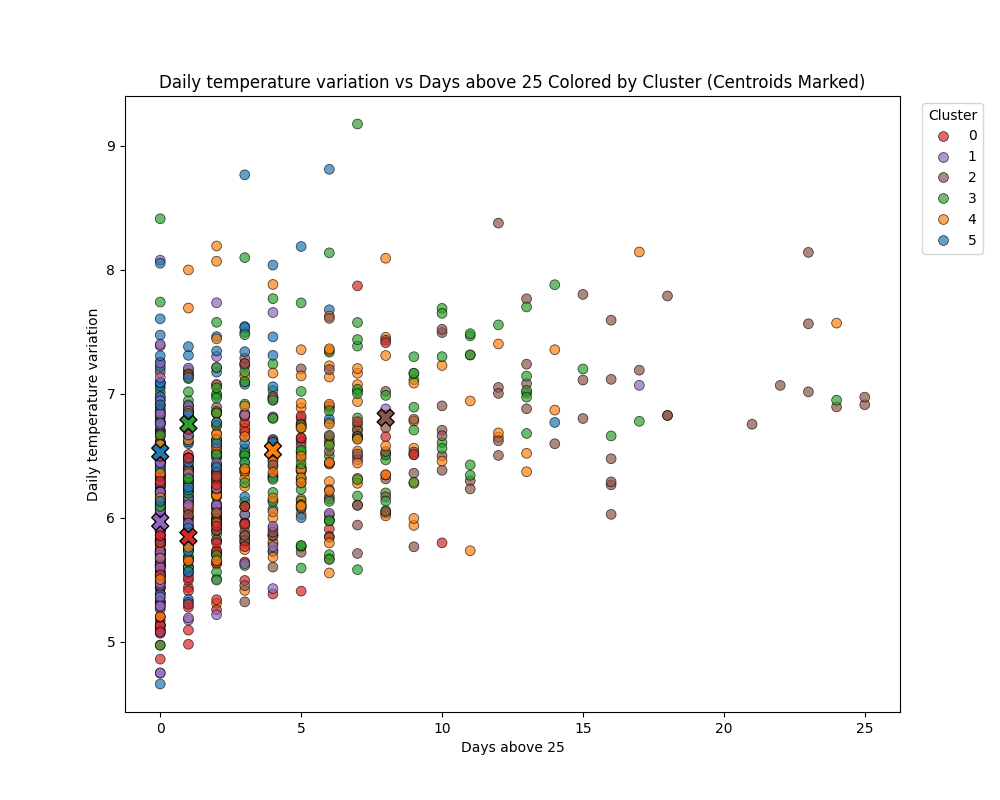 Daily temperature variation vs Days above 25 Colored by Cluster (Centroids Marked)
Cluster
0
1
2
3
4
5
Daily temperature variation
9
8
7
6
5
0 5 10 15 20 25
Days above 25